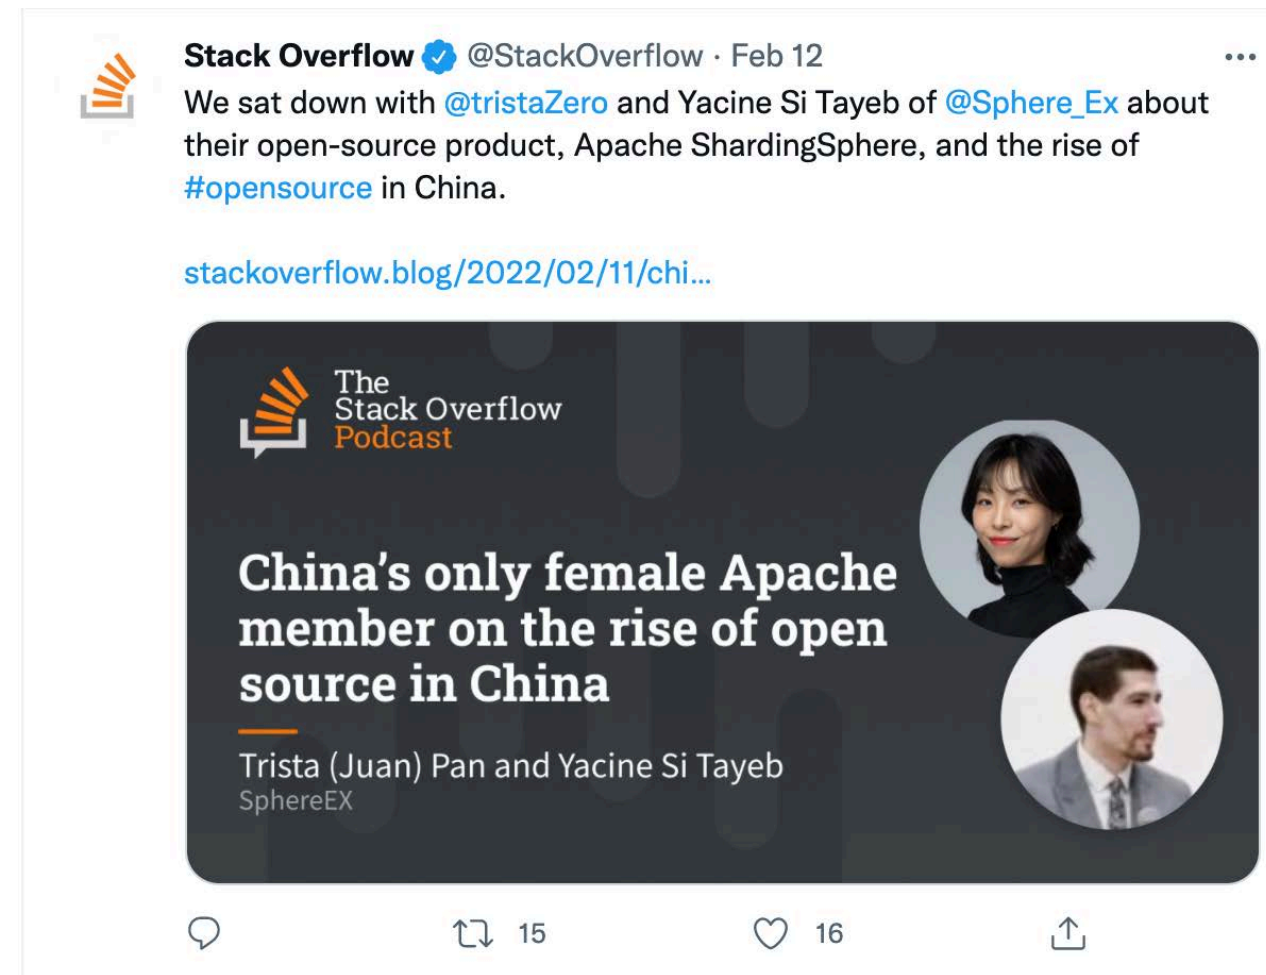 Stack Overflow @StackOverflow · Feb 12
We sat down with @tristaZero and Yacine Si Tayeb of @Sphere_Ex about
their open-source product, Apache ShardingSphere, and the rise of
#opensource in China.
stackoverflow.blog/2022/02/11/chi...
The
Stack Overflow
Podcast
China's only female Apache
member on the rise of open
source in China
Trista (Juan) Pan and Yacine Si Tayeb
SphereEX
15 16